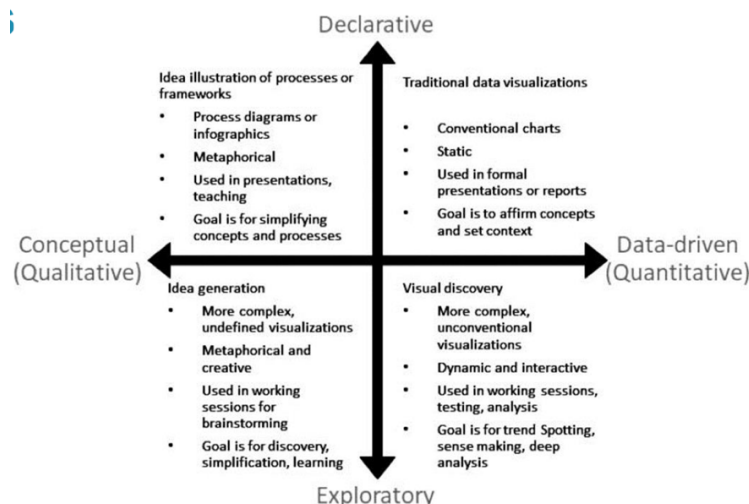 Declarative
Idea illustration of processes or
frameworks
• Process diagrams or
infographics
• Metaphorical
• Used in presentations,
teaching
• Goal is for simplifying
concepts and processes
Traditional data visualizations
• Conventional charts
• Static
• Used in formal
presentations or reports
• Goal is to affirm concepts
and set context
Conceptual
(Qualitative)
Data-driven
(Quantitative)
Idea generation
• More complex,
undefined visualizations
• Metaphorical and
creative
• Used in working
sessions for
brainstorming
• Goal is for discovery,
simplification, learning
Visual discovery
• More complex,
unconventional
visualizations
• Dynamic and interactive
• Used in working sessions,
testing, analysis
• Goal is for trend Spotting,
sense making, deep
analysis
Exploratory